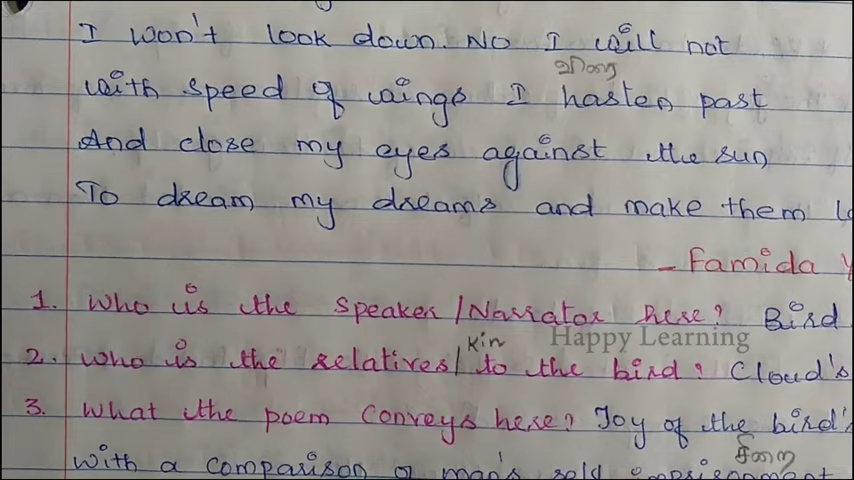 I won't look down. No I will not
விரை
with speed of wings I hasten past
And close my eyes against the sun
To dream my dreams and make them
- Famida Y
1. Who is the speaker/Narrator here? Bird
Happy Learning
2. Who is the relatives/kin to the bird? Cloud's
3. What the poem conveys here? Joy of the bird's
சிறை
with a comparison of man's self imprisonment